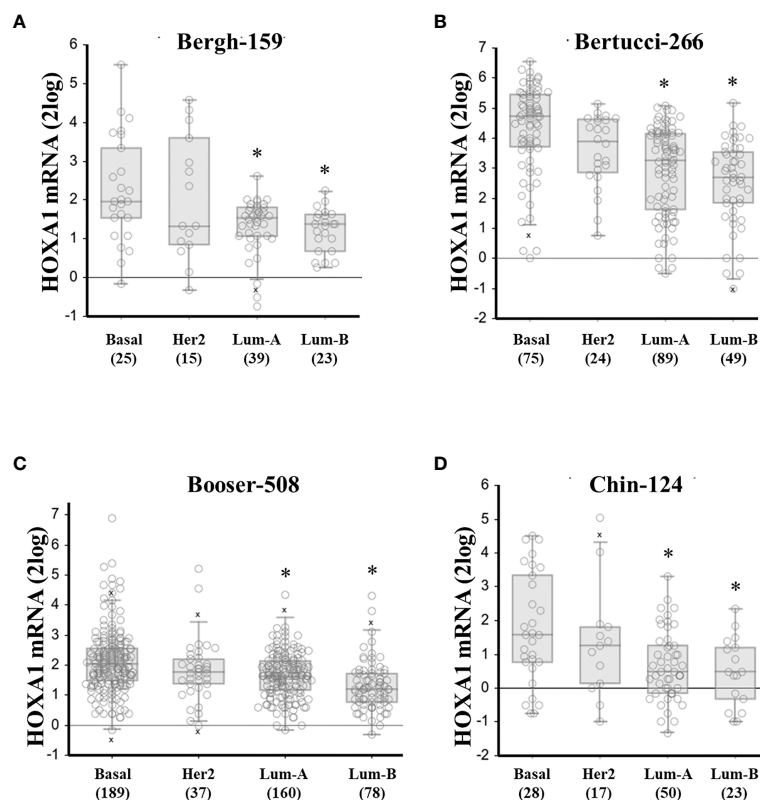 A
Bergh-159
HOXA1 mRNA (2log)
6
5
4
3
2
1
0
-1
*
*
x
Basal Her2 Lum-A Lum-B
(25) (15) (39) (23)
B
Bertucci-266
HOXA1 mRNA (2log)
7
6
5
4
3
2
1
0
-1
-2
*
*
x
x
Basal Her2 Lum-A Lum-B
(75) (24) (89) (49)
C
Booser-508
HOXA1 mRNA (2log)
7
6
5
4
3
2
1
0
-1
*
*
x
x
x
x
x
x
Basal Her2 Lum-A Lum-B
(189) (37) (160) (78)
D
Chin-124
HOXA1 mRNA (2log)
6
5
4
3
2
1
0
-1
-2
x
*
*
Basal Her2 Lum-A Lum-B
(28) (17) (50) (23)